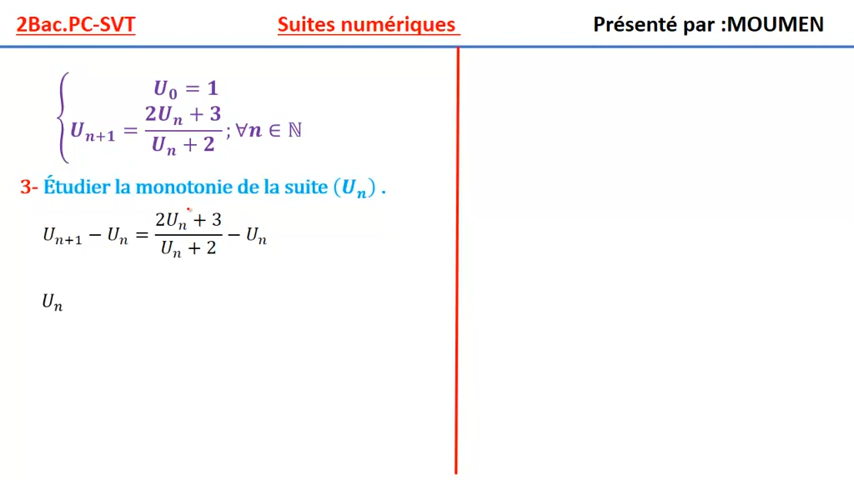 2Bac.PC-SVT Suites numériques Présenté par :MOUMEN
U₀ = 1
Uₙ₊₁ = (2Uₙ + 3)/(Uₙ + 2) ; ∀n ∈ ℕ
3- Étudier la monotonie de la suite (Uₙ) .
Uₙ₊₁ − Uₙ = (2Uₙ + 3)/(Uₙ + 2) − Uₙ
Uₙ